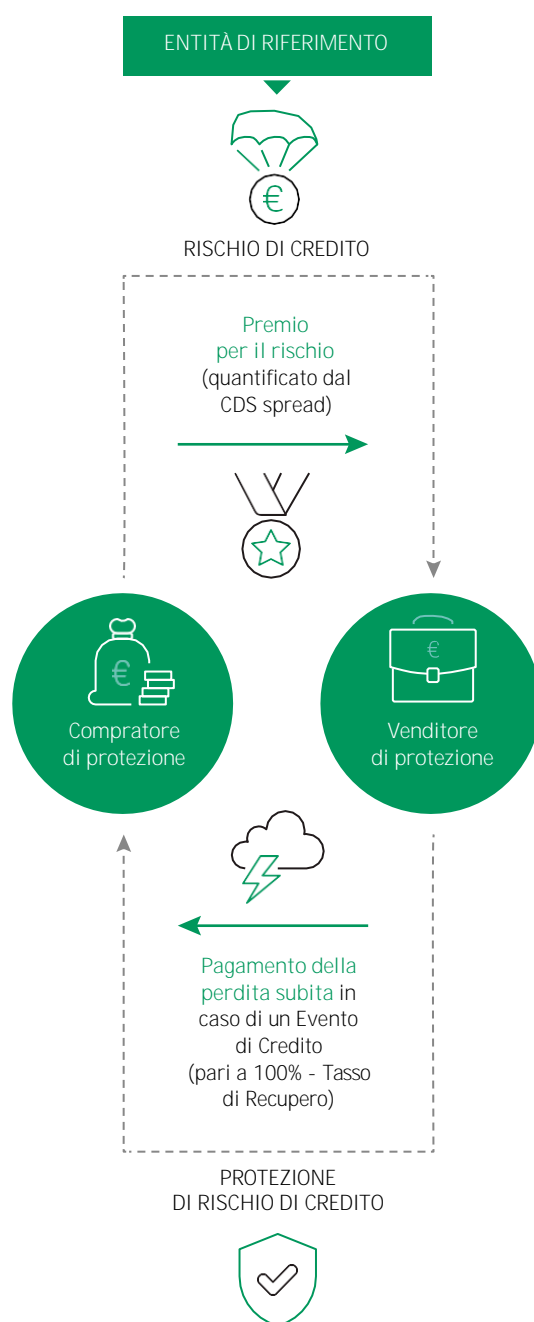 ENTITÀ DI RIFERIMENTO
€
RISCHIO DI CREDITO
Premio
per il rischio
(quantificato dal
CDS spread)
€
Compratore
di protezione
€
Venditore
di protezione
Pagamento della
perdita subita in
caso di un Evento
di Credito
(pari a 100% - Tasso
di Recupero)
PROTEZIONE
DI RISCHIO DI CREDITO